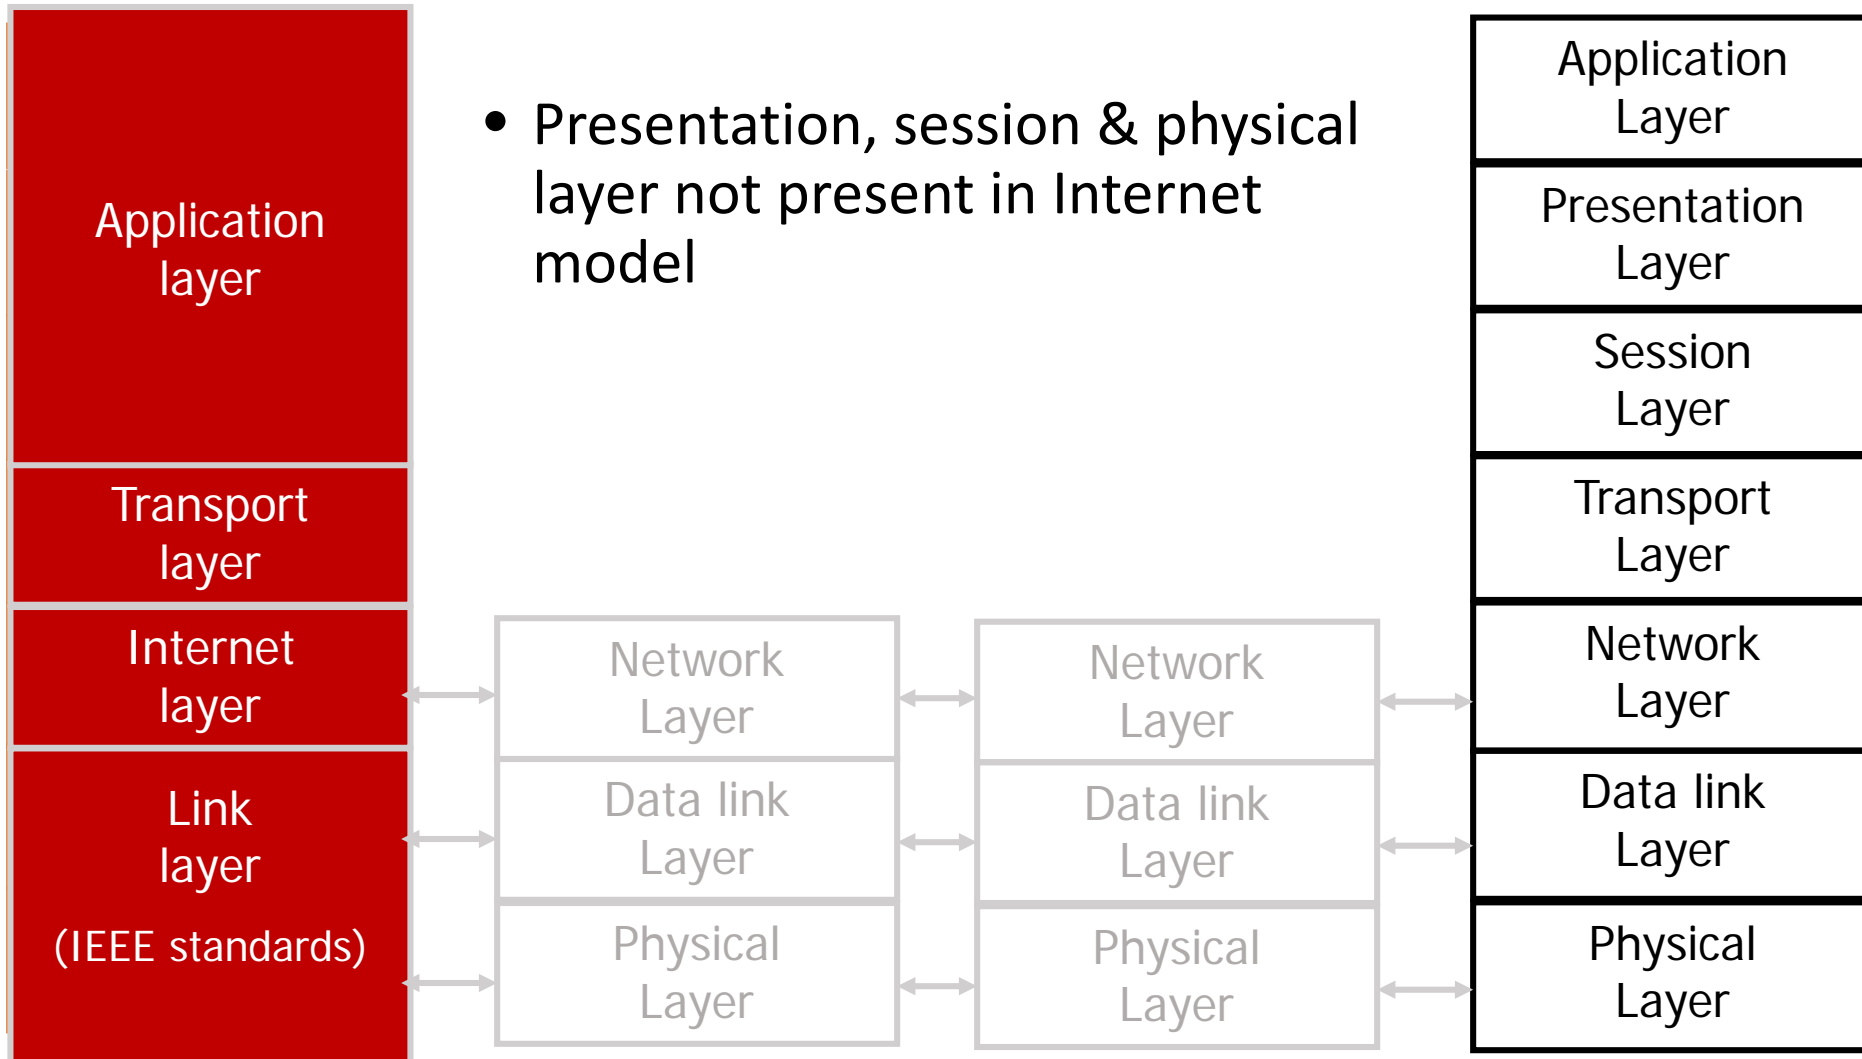 Application
layer
Transport
layer
Internet
layer
Link
layer
(IEEE standards)
• Presentation, session & physical
layer not present in Internet
model
Network
Layer
Data link
Layer
Physical
Layer
Network
Layer
Data link
Layer
Physical
Layer
Application
Layer
Presentation
Layer
Session
Layer
Transport
Layer
Network
Layer
Data link
Layer
Physical
Layer